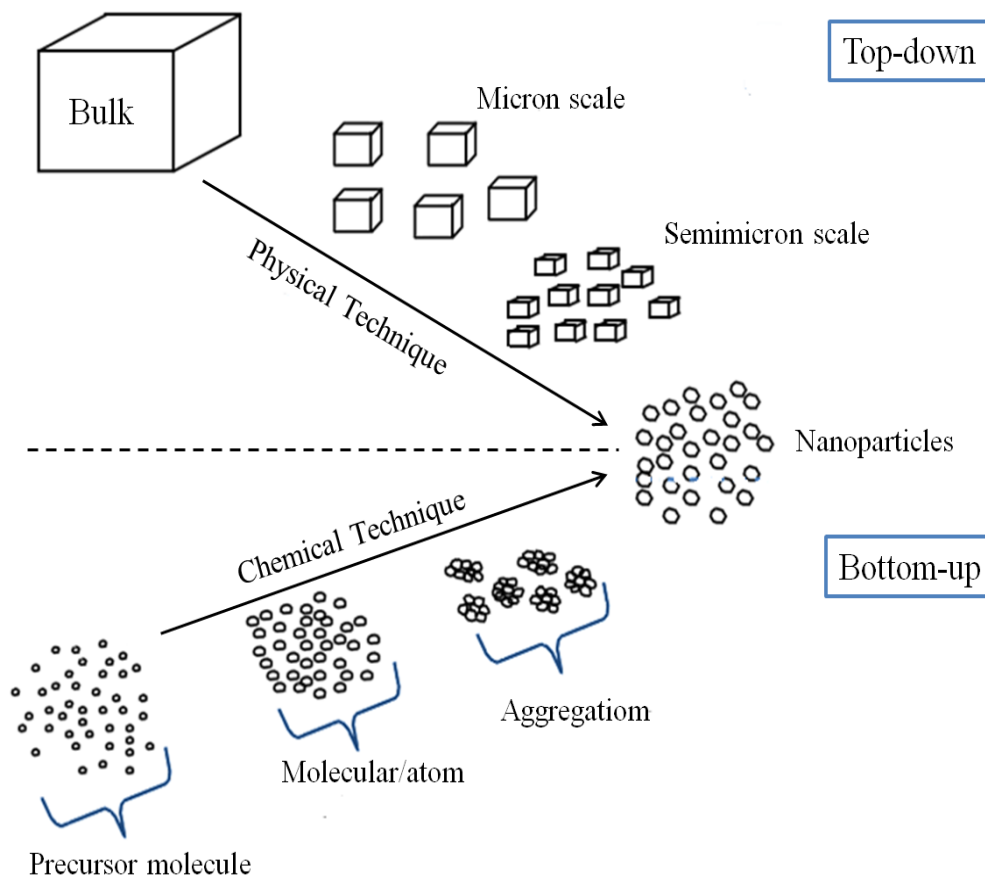 Top-down
Bulk
Micron scale
Semimicron scale
Physical Technique
Nanoparticles
Chemical Technique
Bottom-up
Aggregatiom
Molecular/atom
Precursor molecule